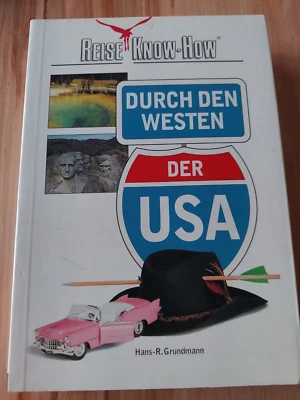 REISE KNOW-HOW®
DURCH DEN
WESTEN
DER
USA
Hans-R. Grundmann